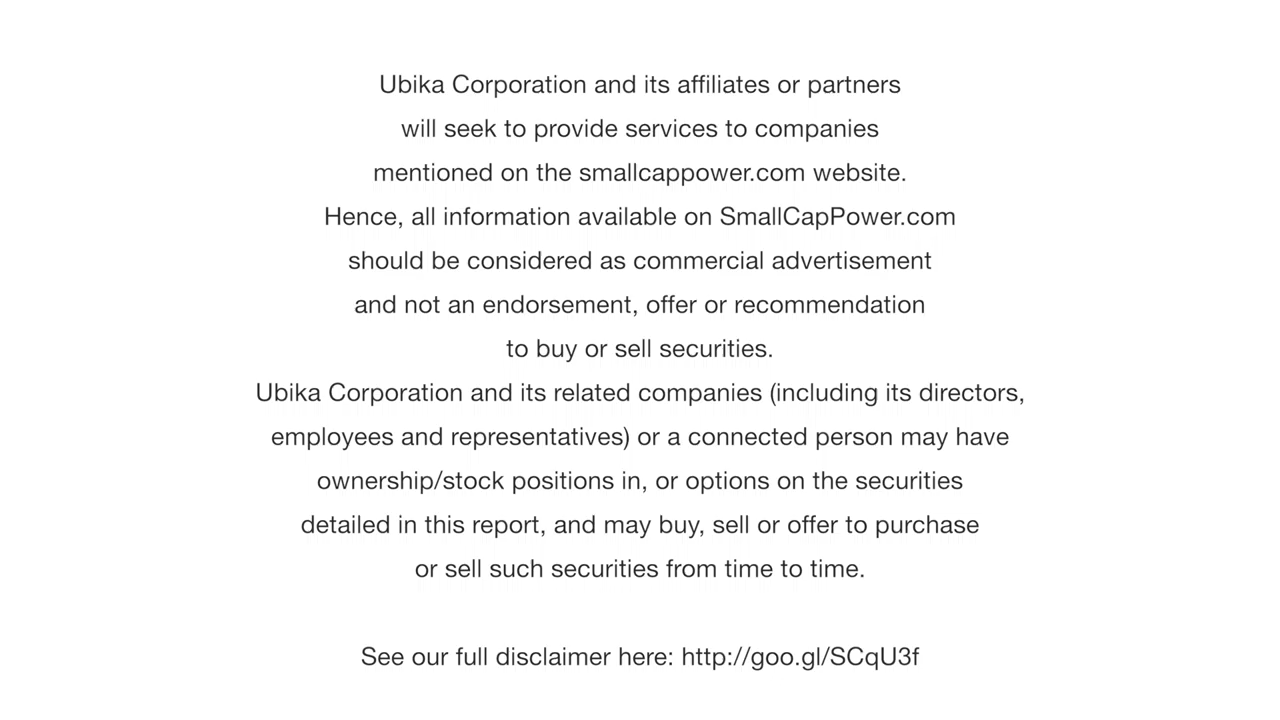 Ubika Corporation and its affiliates or partners
will seek to provide services to companies
mentioned on the smallcappower.com website.
Hence, all information available on SmallCapPower.com
should be considered as commercial advertisement
and not an endorsement, offer or recommendation
to buy or sell securities.
Ubika Corporation and its related companies (including its directors,
employees and representatives) or a connected person may have
ownership/stock positions in, or options on the securities
detailed in this report, and may buy, sell or offer to purchase
or sell such securities from time to time.
See our full disclaimer here: http://goo.gl/SCqU3f